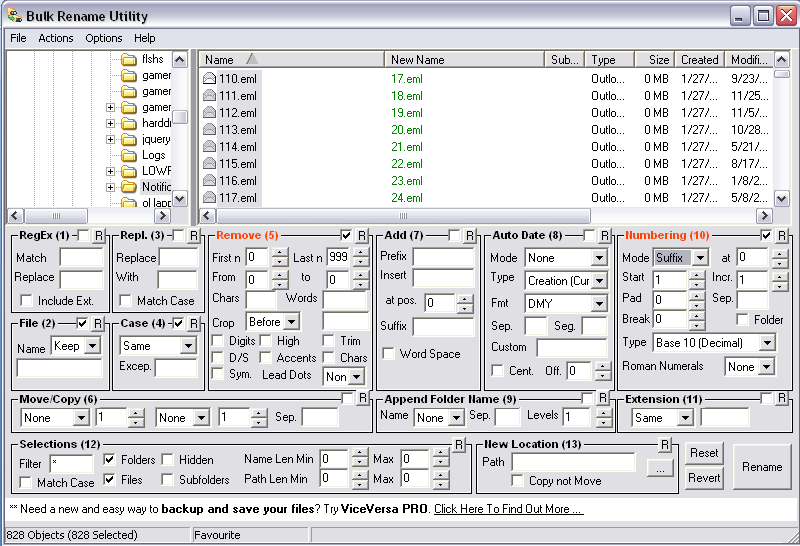 Bulk Rename Utility
File Actions Options Help
flshs
gamer
gamer
gamer
harddr
jquery
Logs
LOWF
Notific
Name New Name Sub... Type Size Created Modifi...
110.eml 17.eml Outlo... 0 MB 1/27/... 9/23/...
111.eml 18.eml Outlo... 0 MB 1/27/... 11/25...
112.eml 19.eml Outlo... 0 MB 1/27/... 11/5/...
113.eml 20.eml Outlo... 0 MB 1/27/... 10/28...
114.eml 21.eml Outlo... 0 MB 1/27/... 5/21/...
115.eml 22.eml Outlo... 0 MB 1/27/... 8/17/...
116.eml 23.eml Outlo... 0 MB 1/27/... 1/8/2...
117.eml 24.eml Outlo... 0 MB 1/27/... 5/8/2...
RegEx (1) R
Match
Replace
Include Ext.
Repl. (3) R
Replace
With
Match Case
Remove (5) R
First n 0 Last n 999
From 0 to 0
Chars Words
Crop Before
Digits High Trim
D/S Accents Chars
Sym. Lead Dots Non
Add (7) R
Prefix
Insert
at pos. 0
Suffix
Word Space
Auto Date (8) R
Mode None
Type Creation (Cur
Fmt DMY
Sep. Seg.
Custom
Cent. Off. 0
Numbering (10) R
Mode Suffix at 0
Start 1 Incr. 1
Pad 0 Sep.
Break 0 Folder
Type Base 10 (Decimal)
Roman Numerals None
File (2) R
Name Keep
Case (4) R
Same
Excep.
Move/Copy (6) R
None 1 None 1 Sep.
Append Folder Name (9) R
Name None Sep. Levels 1
Extension (11) R
Same
Selections (12) R
Filter * Folders Hidden Name Len Min 0 Max 0
Match Case Files Subfolders Path Len Min 0 Max 0
New Location (13) R
Path ...
Copy not Move
Reset
Revert
Rename
** Need a new and easy way to backup and save your files? Try ViceVersa PRO. Click Here To Find Out More ...
828 Objects (828 Selected) Favourite